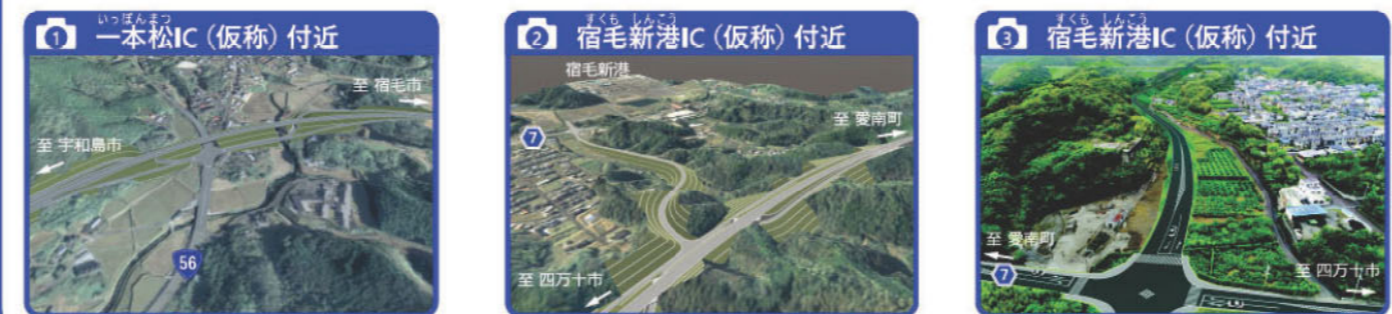 いっぽんまつ
1 一本松IC（仮称）付近
至 宿毛市
至 宇和島市
56
すくも しんこう
2 宿毛新港IC（仮称）付近
宿毛新港
7
至 愛南町
至 四万十市
すくも しんこう
3 宿毛新港IC（仮称）付近
至 愛南町
7
至 四万十市